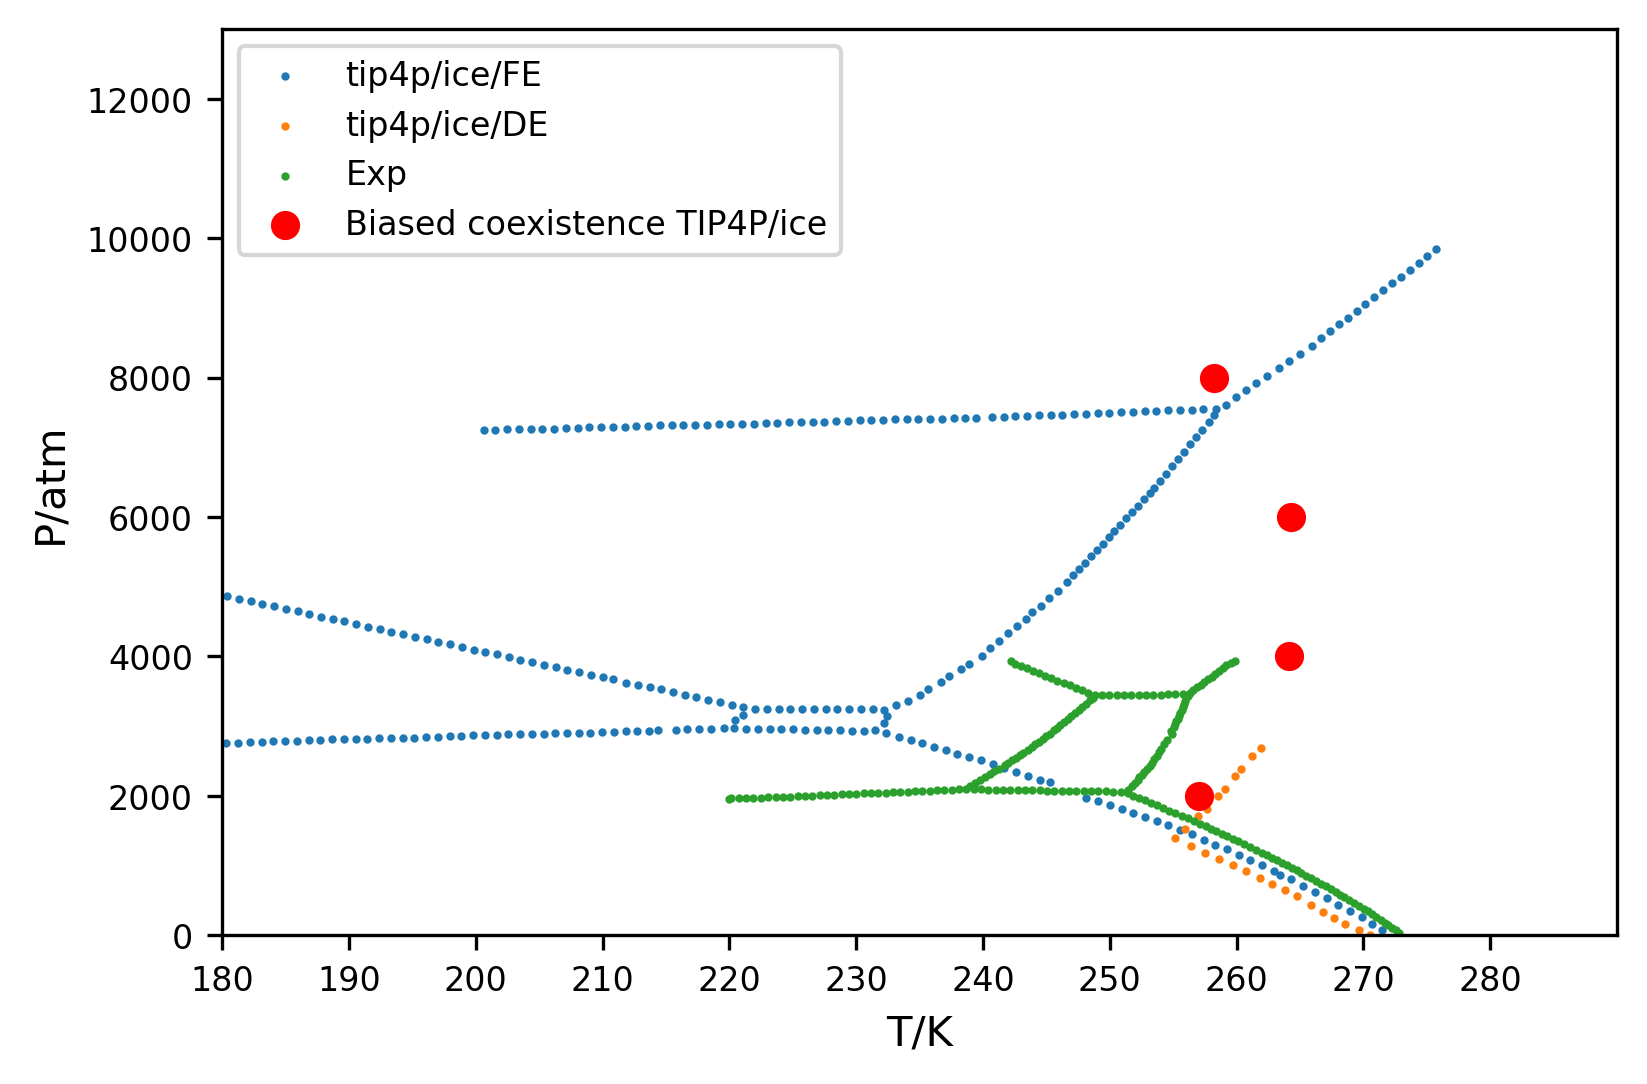 tip4p/ice/FE
tip4p/ice/DE
Exp
Biased coexistence TIP4P/ice
12000
10000
8000
6000
4000
2000
0
P/atm
180 190 200 210 220 230 240 250 260 270 280
T/K